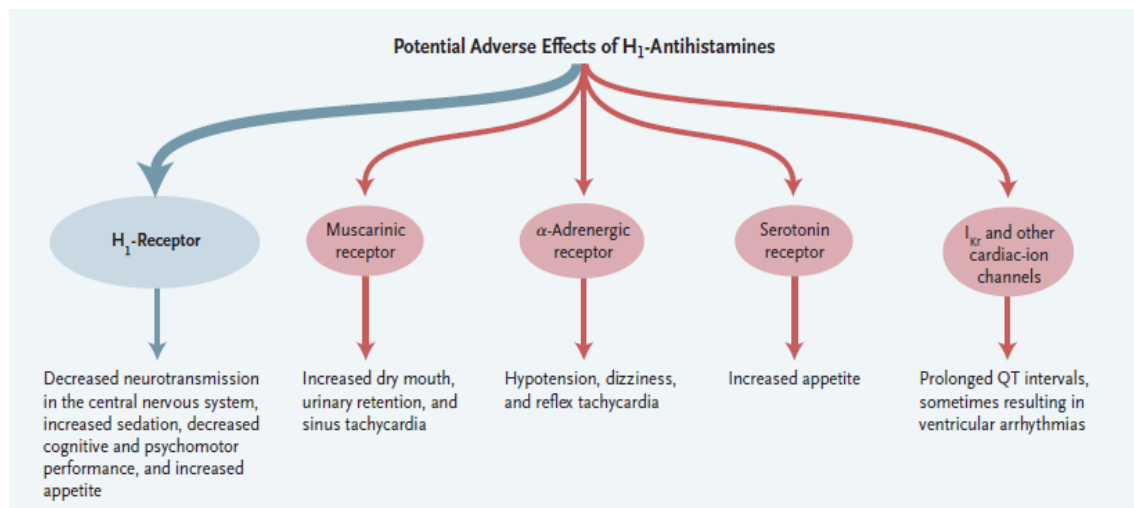 Potential Adverse Effects of H₁-Antihistamines
H₁-Receptor
Muscarinic
receptor
α-Adrenergic
receptor
Serotonin
receptor
I_Kr and other
cardiac-ion
channels
Decreased neurotransmission
in the central nervous system,
increased sedation, decreased
cognitive and psychomotor
performance, and increased
appetite
Increased dry mouth,
urinary retention, and
sinus tachycardia
Hypotension, dizziness,
and reflex tachycardia
Increased appetite
Prolonged QT intervals,
sometimes resulting in
ventricular arrhythmias